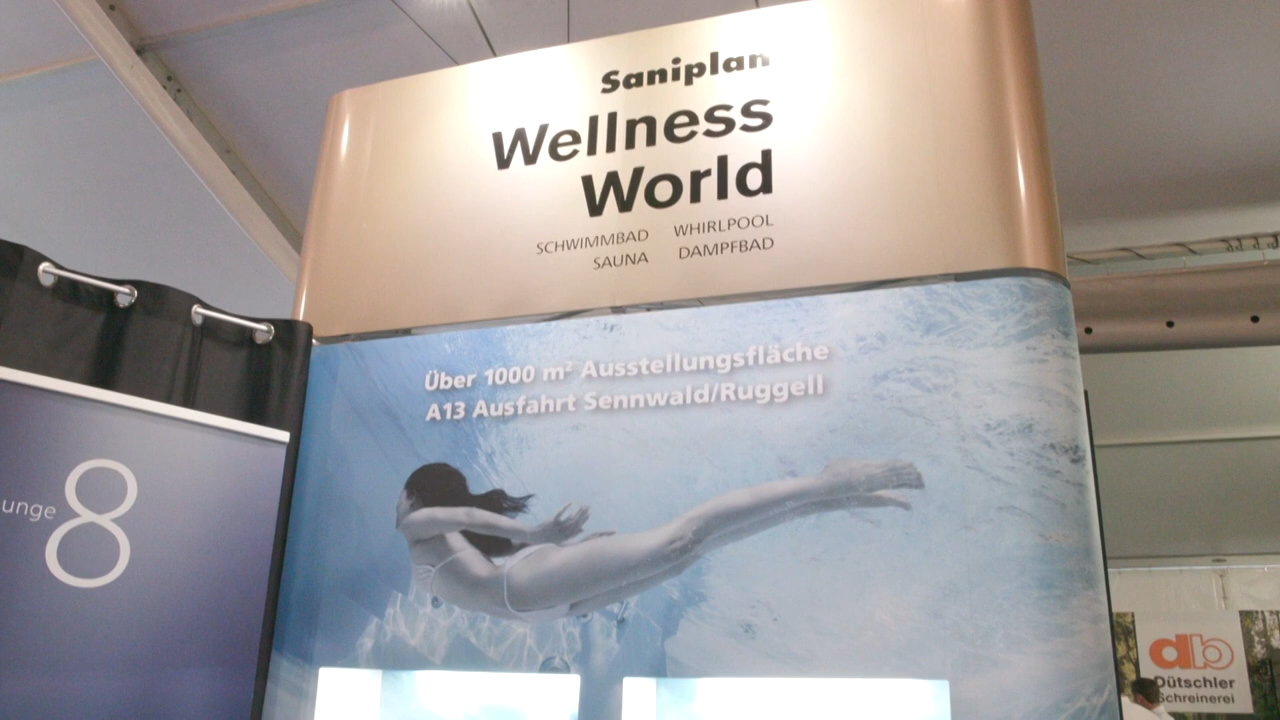 Saniplan
Wellness
World
SCHWIMMBAD WHIRLPOOL
SAUNA DAMPFBAD
Über 1000 m² Ausstellungsfläche
A13 Ausfahrt Sennwald/Ruggell
8
db
Dütschler
Schreinerei